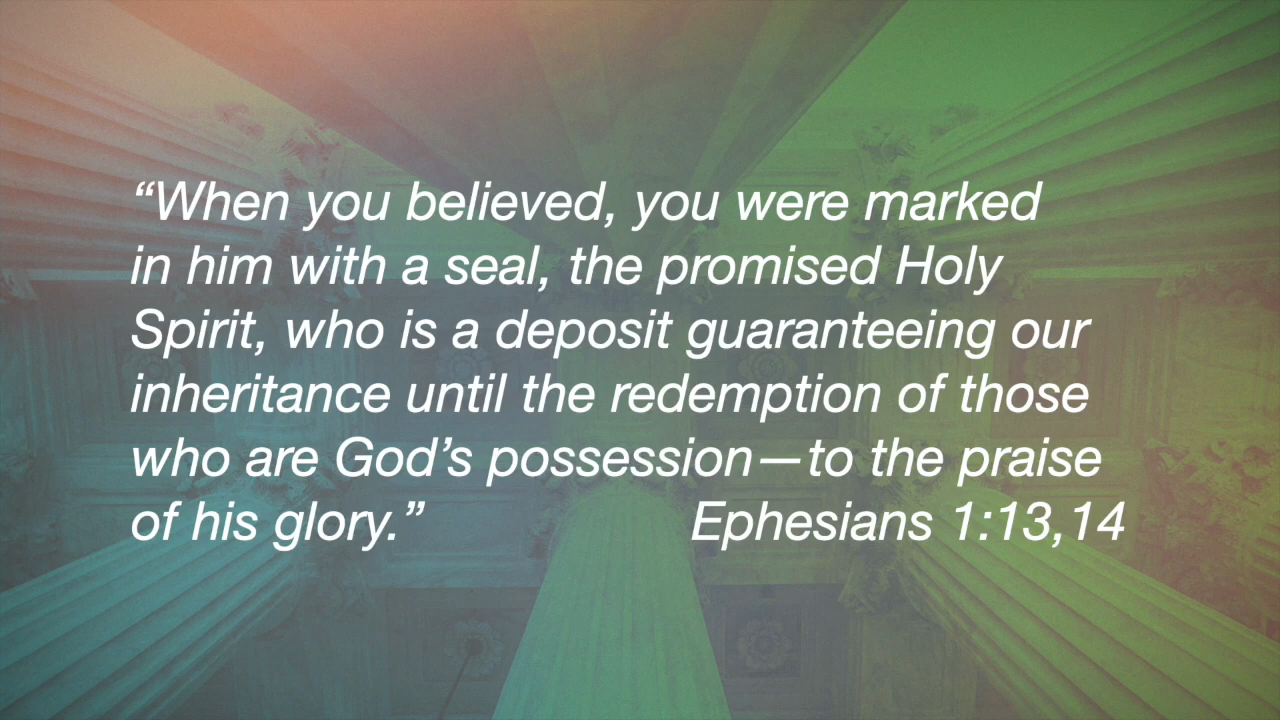 “When you believed, you were marked
in him with a seal, the promised Holy
Spirit, who is a deposit guaranteeing our
inheritance until the redemption of those
who are God’s possession—to the praise
of his glory.” Ephesians 1:13,14